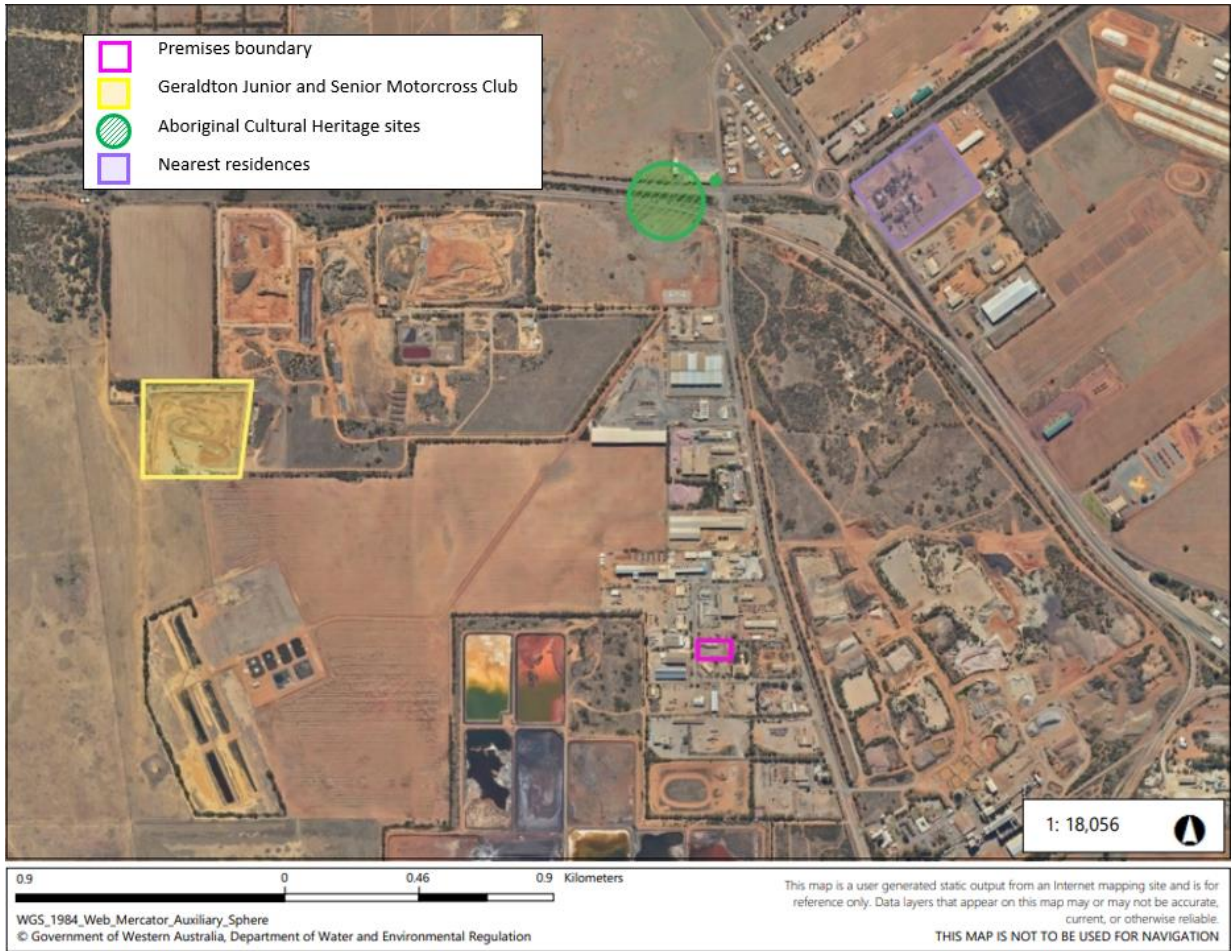 Premises boundary
Geraldton Junior and Senior Motorcross Club
Aboriginal Cultural Heritage sites
Nearest residences
1: 18,056
0.9 0 0.46 0.9 Kilometers
WGS_1984_Web_Mercator_Auxiliary_Sphere
© Government of Western Australia, Department of Water and Environmental Regulation
This map is a user generated static output from an Internet mapping site and is for
reference only. Data layers that appear on this map may or may not be accurate,
current, or otherwise reliable.
THIS MAP IS NOT TO BE USED FOR NAVIGATION